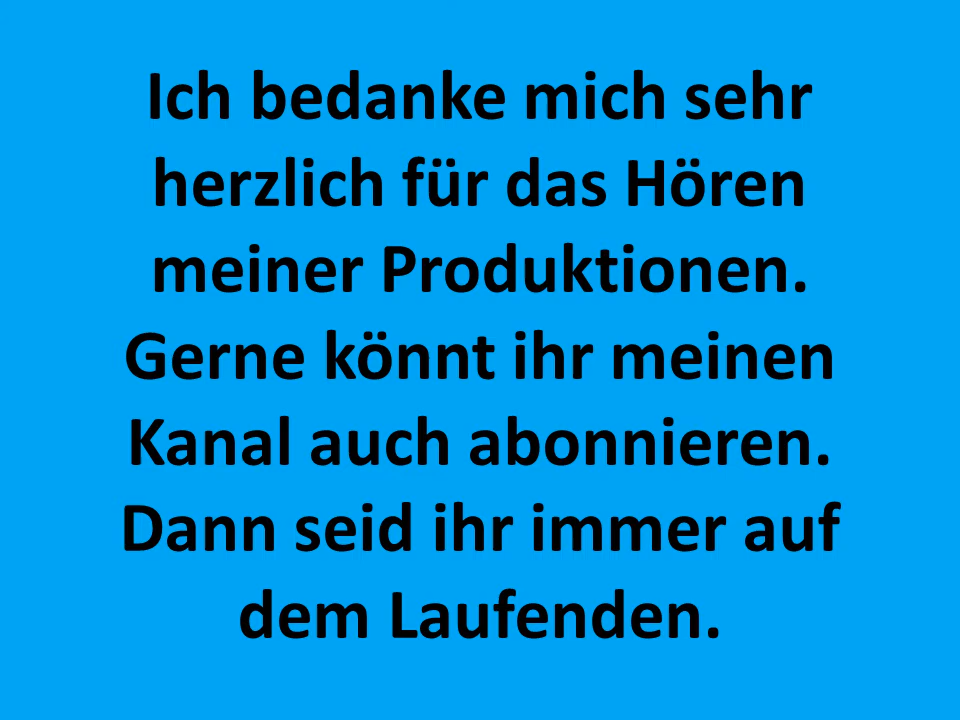 Ich bedanke mich sehr
herzlich für das Hören
meiner Produktionen.
Gerne könnt ihr meinen
Kanal auch abonnieren.
Dann seid ihr immer auf
dem Laufenden.